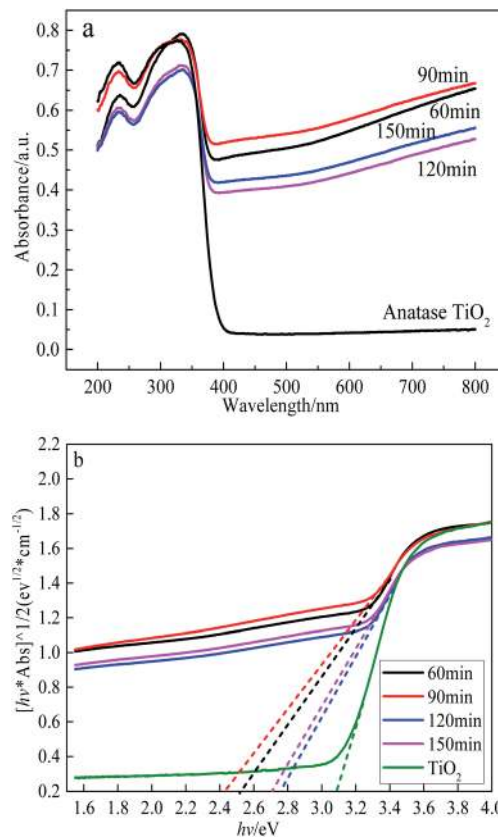 a
0.8
0.7
0.6
0.5
0.4
0.3
0.2
0.1
0.0
Absorbance/a.u.
90min
60min
150min
120min
Anatase TiO₂
200 300 400 500 600 700 800
Wavelength/nm
b
2.2
2.0
1.8
1.6
1.4
1.2
1.0
0.8
0.6
0.4
0.2
[hv*Abs]^1/2(ev^1/2*cm^-1/2)
60min
90min
120min
150min
TiO₂
1.6 1.8 2.0 2.2 2.4 2.6 2.8 3.1 3.4 3.6 3.8 4.0
hv/eV